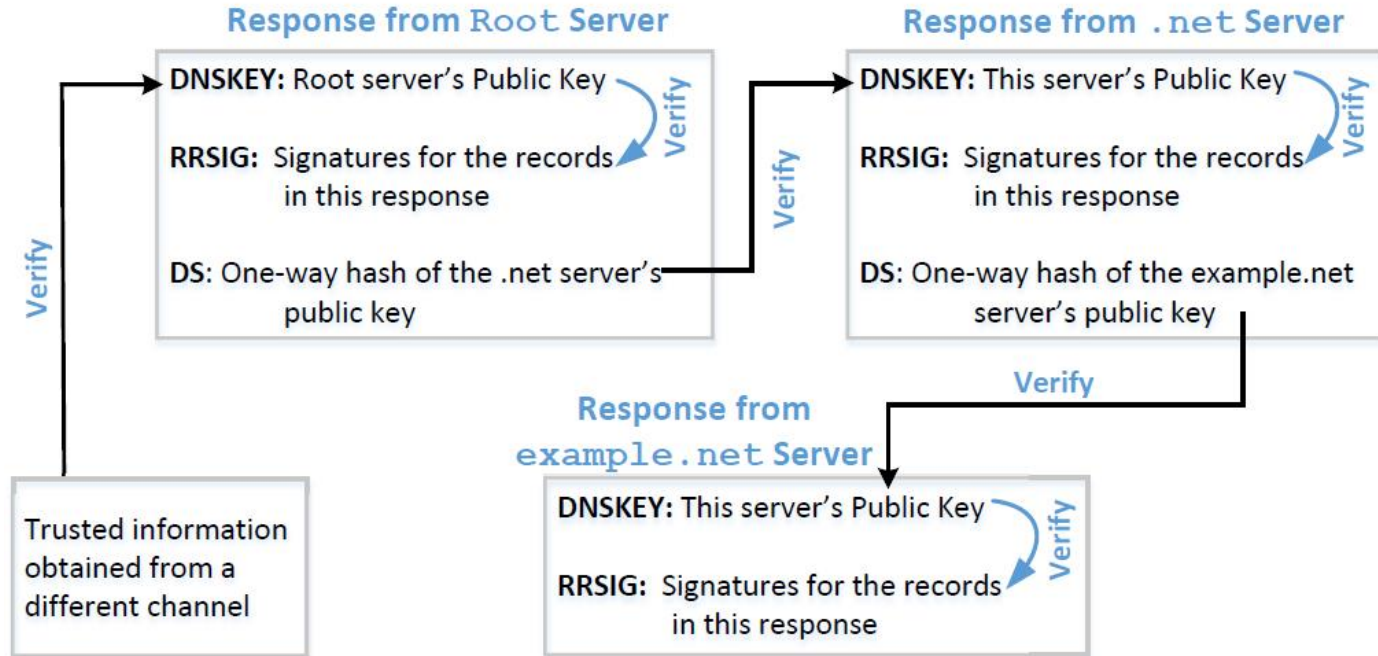 Response from Root Server
DNSKEY: Root server's Public Key
Verify
RRSIG: Signatures for the records
in this response
DS: One-way hash of the .net server's
public key
Verify
Verify
Response from .net Server
DNSKEY: This server's Public Key
Verify
RRSIG: Signatures for the records
in this response
DS: One-way hash of the example.net
server's public key
Verify
Response from
example.net Server
DNSKEY: This server's Public Key
Verify
RRSIG: Signatures for the records
in this response
Trusted information
obtained from a
different channel